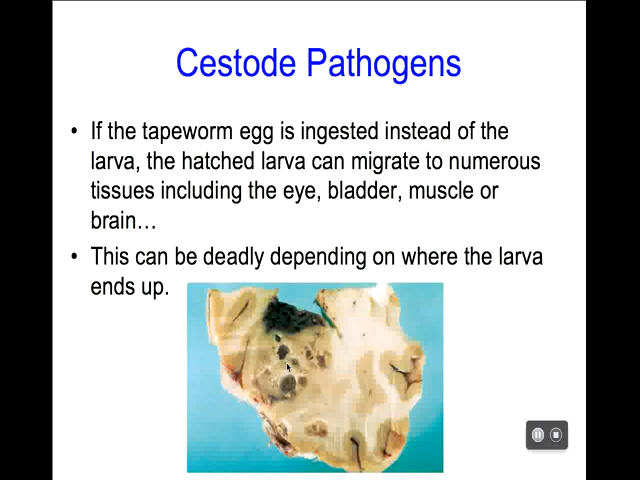 Cestode Pathogens
• If the tapeworm egg is ingested instead of the
larva, the hatched larva can migrate to numerous
tissues including the eye, bladder, muscle or
brain…
• This can be deadly depending on where the larva
ends up.